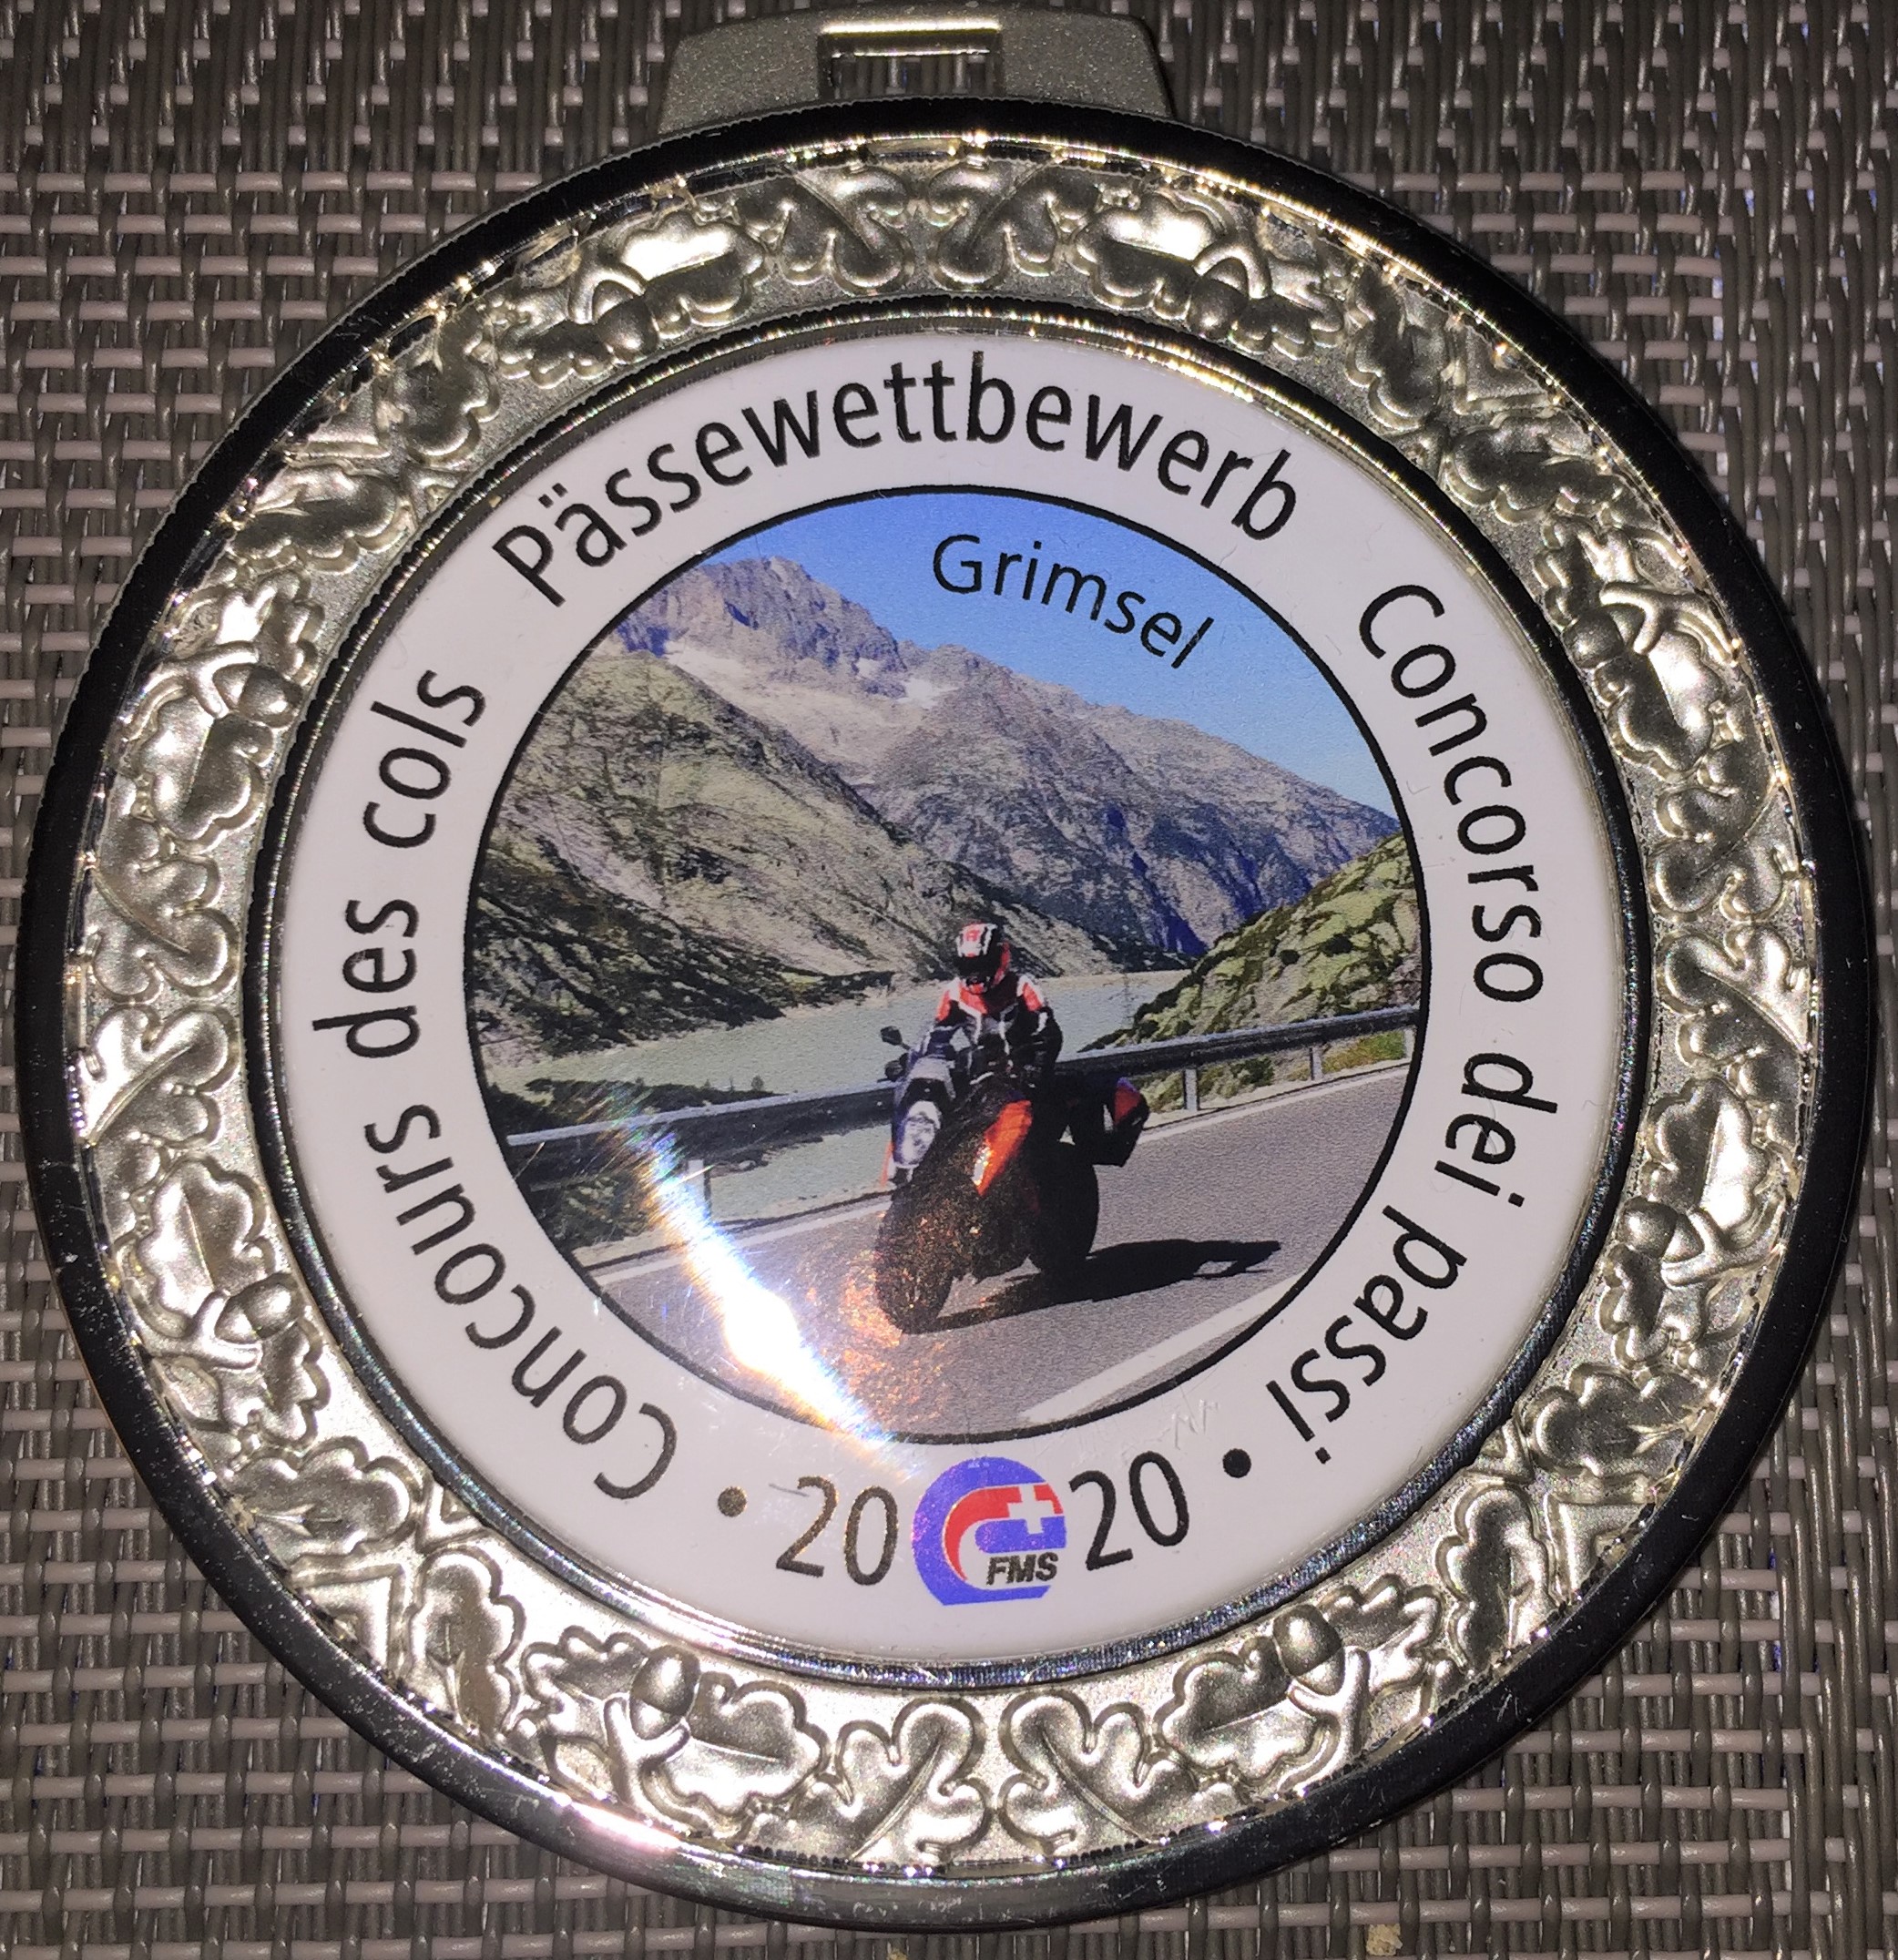 Pässewettbewerb
Concorso dei passi
Concours des cols
Grimsel
• 20 FMS 20 •